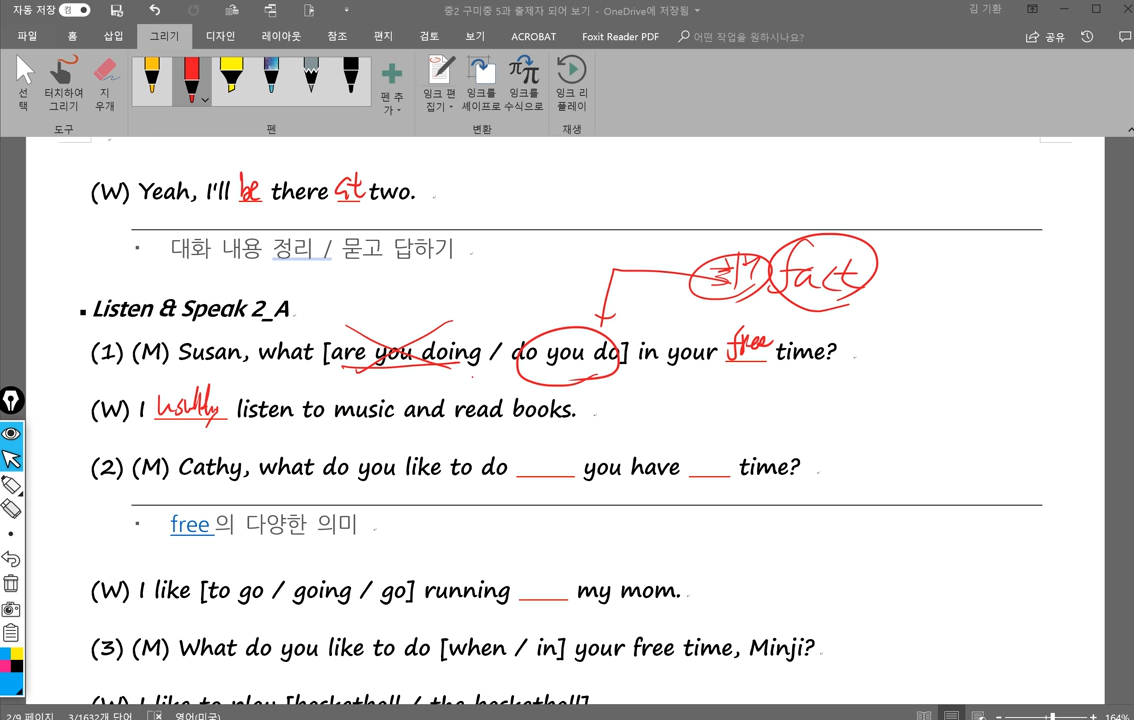 자동 저장 중2 구미중 5과 출제자 되어 보기 - OneDrive에 저장됨 김 기환
파일 홈 삽입 그리기 디자인 레이아웃 참조 편지 검토 보기 ACROBAT Foxit Reader PDF 어떤 작업을 원하시나요? 공유
선택 터치하여 그리기 지우개 펜 추가 잉크 편집기 잉크를 셰이프로 잉크를 수식으로 잉크 리플레이
도구 펜 변환 재생
(W) Yeah, I'll be there at two.
대화 내용 정리 / 묻고 답하기
fact
Listen & Speak 2_A
(1) (M) Susan, what [are you doing / do you do] in your free time?
(W) I usually listen to music and read books.
(2) (M) Cathy, what do you like to do _____ you have ____ time?
free의 다양한 의미
(W) I like [to go / going / go] running _____ my mom.
(3) (M) What do you like to do [when / in] your free time, Minji?
(W) I like to play [basketball / the basketball]
2/9 페이지 3/1632개 단어 영어(미국) 164%